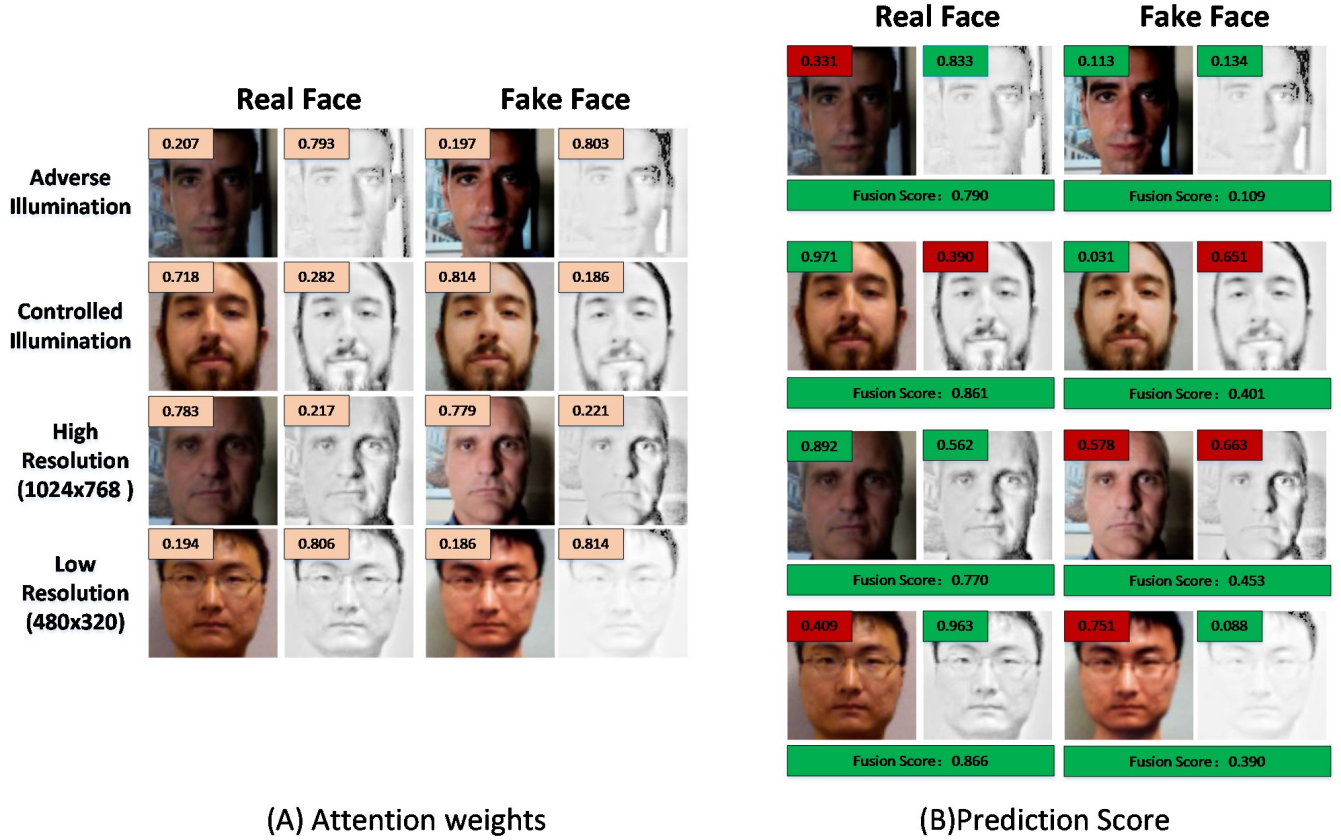 Real Face
Fake Face
Adverse
Illumination
0.207
0.793
0.197
0.803
Controlled
Illumination
0.718
0.282
0.814
0.186
High
Resolution
(1024x768 )
0.783
0.217
0.779
0.221
Low
Resolution
(480x320)
0.194
0.806
0.186
0.814
(A) Attention weights
Real Face
Fake Face
0.331
0.833
0.113
0.134
Fusion Score： 0.790
Fusion Score： 0.109
0.971
0.390
0.031
0.651
Fusion Score： 0.861
Fusion Score： 0.401
0.892
0.562
0.578
0.663
Fusion Score： 0.770
Fusion Score： 0.453
0.409
0.963
0.751
0.088
Fusion Score： 0.866
Fusion Score： 0.390
(B)Prediction Score